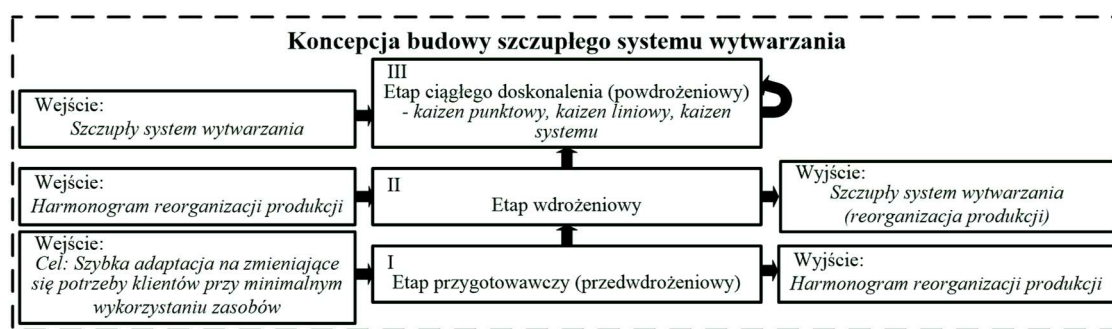 Koncepcja budowy szczupłego systemu wytwarzania
III
Etap ciągłego doskonalenia (powdrożeniowy)
- kaizen punktowy, kaizen liniowy, kaizen
systemu
Wejście:
Szczupły system wytwarzania
Wejście:
Harmonogram reorganizacji produkcji
II
Etap wdrożeniowy
Wyjście:
Szczupły system wytwarzania
(reorganizacja produkcji)
Wejście:
Cel: Szybka adaptacja na zmieniające
się potrzeby klientów przy minimalnym
wykorzystaniu zasobów
I
Etap przygotowawczy (przedwdrożeniowy)
Wyjście:
Harmonogram reorganizacji produkcji